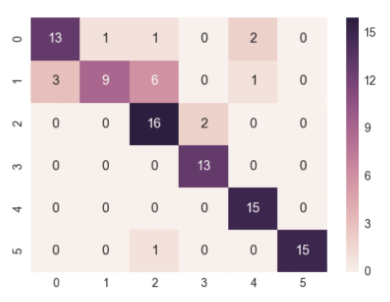 0 13 1 1 0 2 0
1 3 9 6 0 1 0
2 0 0 16 2 0 0
3 0 0 0 13 0 0
4 0 0 0 0 15 0
5 0 0 1 0 0 15
0 1 2 3 4 5
15
12
9
6
3
0